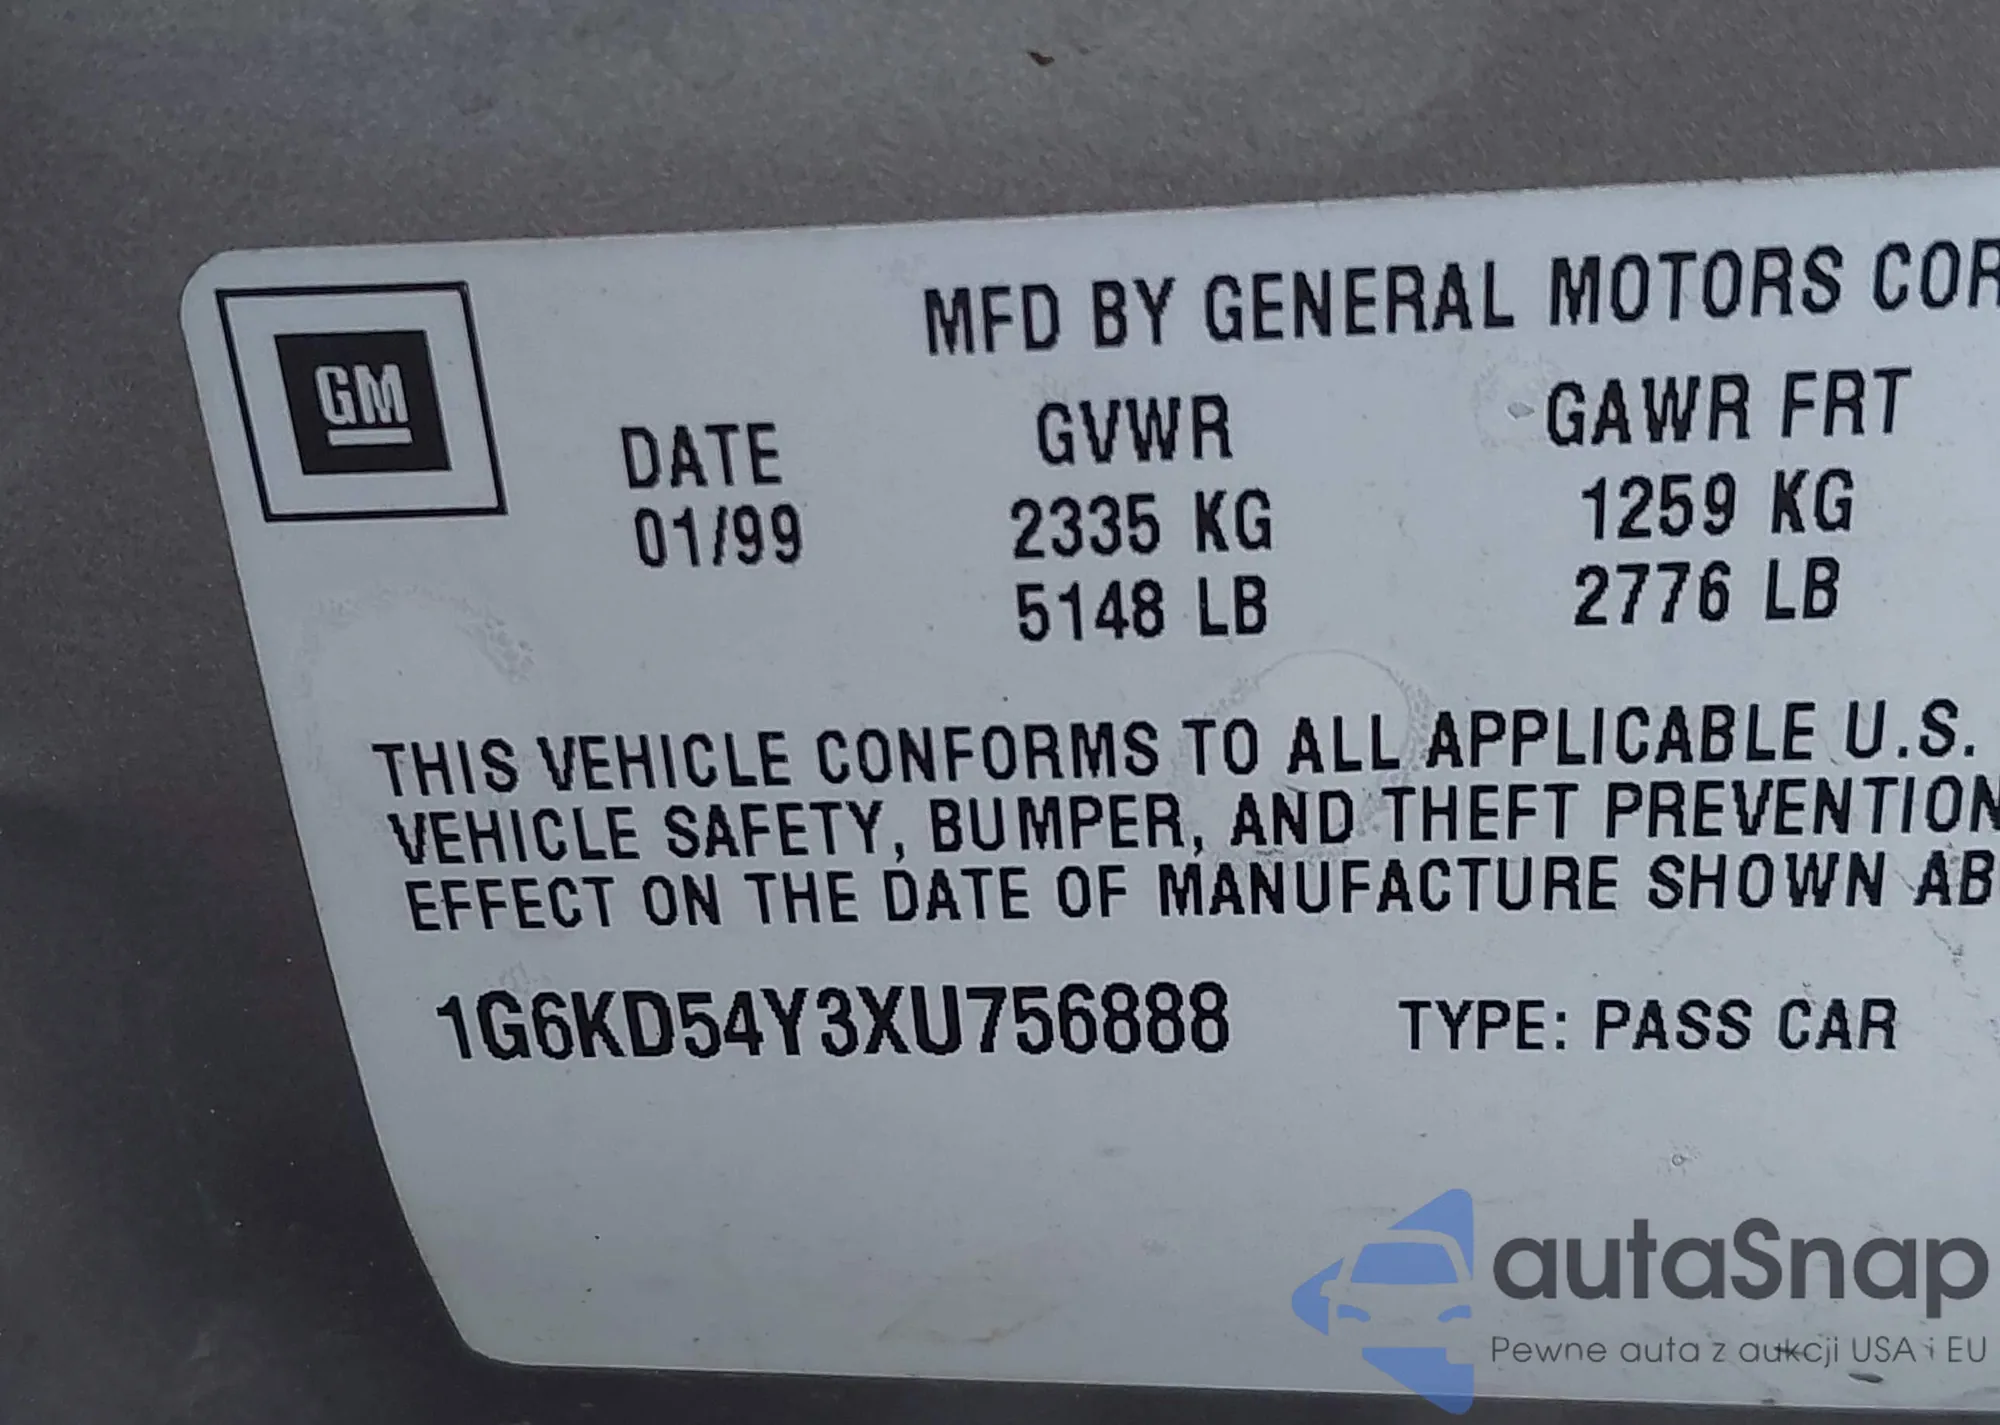 MFD BY GENERAL MOTORS COR
GM
DATE GVWR GAWR FRT
01/99 2335 KG 1259 KG
5148 LB 2776 LB
THIS VEHICLE CONFORMS TO ALL APPLICABLE U.S.
VEHICLE SAFETY, BUMPER, AND THEFT PREVENTION
EFFECT ON THE DATE OF MANUFACTURE SHOWN AB
1G6KD54Y3XU756888 TYPE: PASS CAR
autaSnap
Pewne auta z aukcji USA i EU